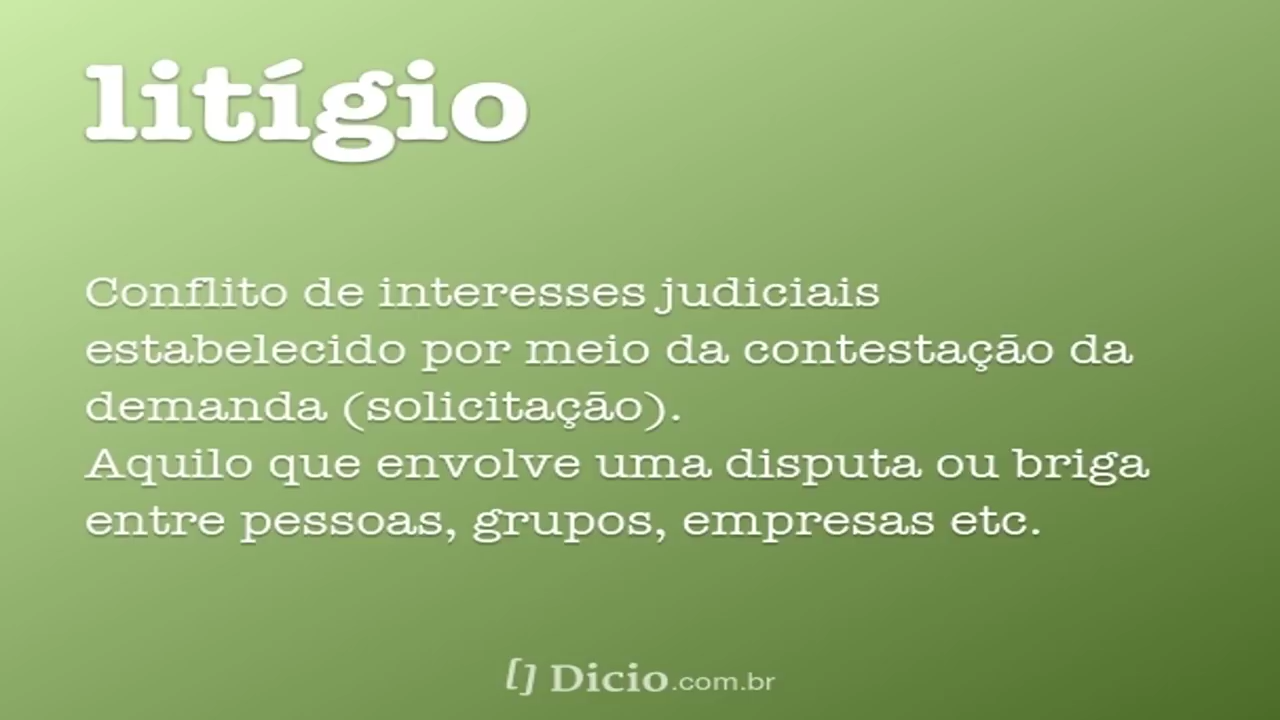 litígio
Conflito de interesses judiciais
estabelecido por meio da contestação da
demanda (solicitação).
Aquilo que envolve uma disputa ou briga
entre pessoas, grupos, empresas etc.
[] Dicio.com.br